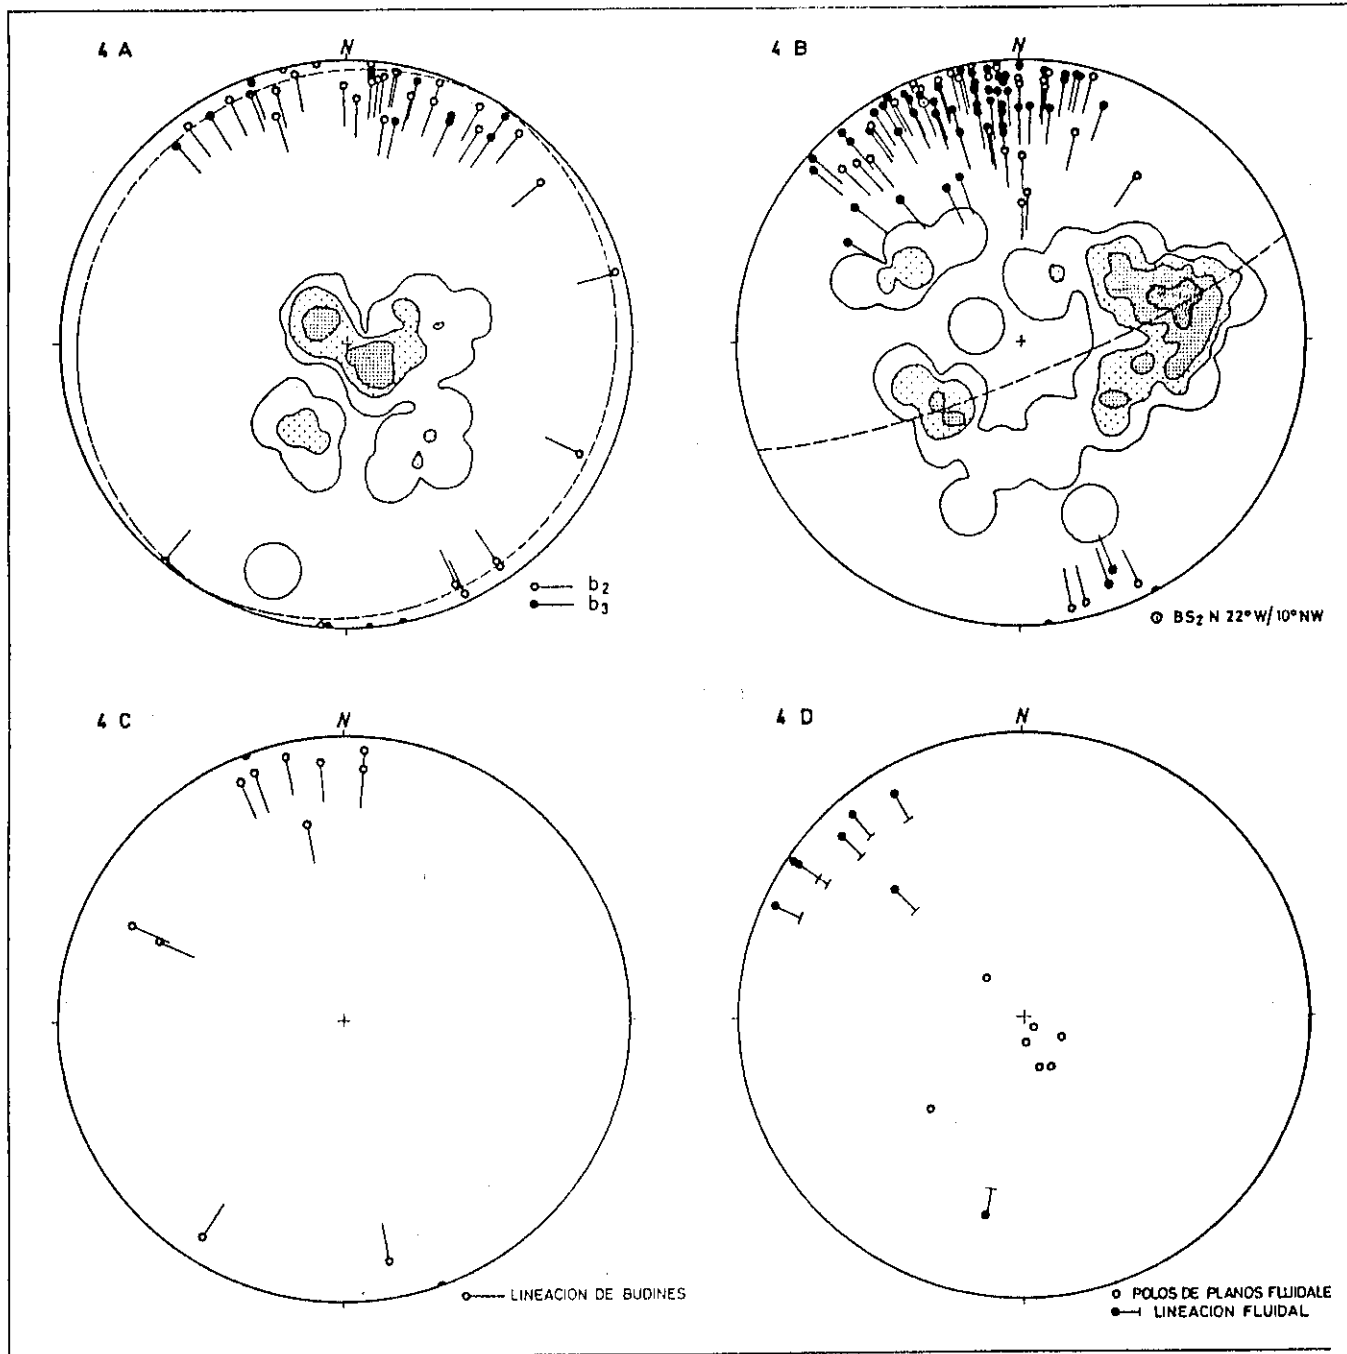 4 A
N
b2
b3
4 B
N
BS2 N 22° W/10° NW
4 C
N
LINEACION DE BUDINES
4 D
N
POLOS DE PLANOS FLUIDALE
LINEACION FLUIDAL